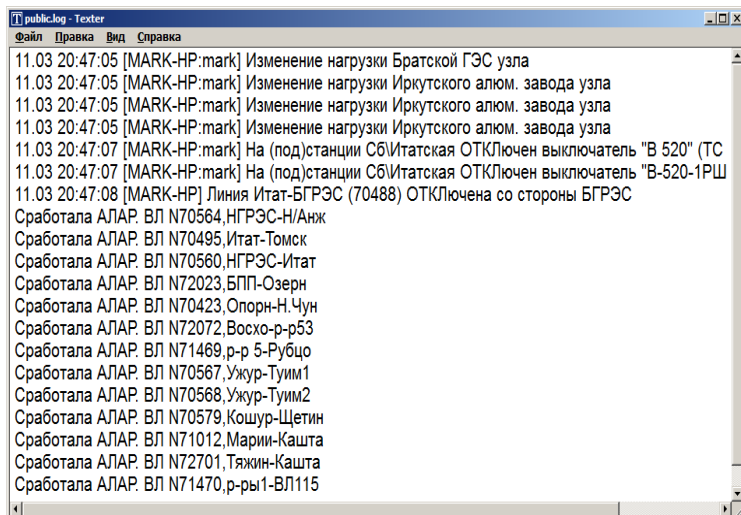 public.log - Texter
Файл Правка Вид Справка
11.03 20:47:05 [MARK-HP:mark] Изменение нагрузки Братской ГЭС узла
11.03 20:47:05 [MARK-HP:mark] Изменение нагрузки Иркутского алюм. завода узла
11.03 20:47:05 [MARK-HP:mark] Изменение нагрузки Иркутского алюм. завода узла
11.03 20:47:05 [MARK-HP:mark] Изменение нагрузки Иркутского алюм. завода узла
11.03 20:47:07 [MARK-HP:mark] На (под)станции Сб\Итатская ОТКЛючен выключатель "В 520" (ТС
11.03 20:47:07 [MARK-HP:mark] На (под)станции Сб\Итатская ОТКЛючен выключатель "В-520-1РШ
11.03 20:47:08 [MARK-HP] Линия Итат-БГРЭС (70488) ОТКЛючена со стороны БГРЭС
Сработала АЛАР. ВЛ N70564,НГРЭС-Н/Анж
Сработала АЛАР. ВЛ N70495,Итат-Томск
Сработала АЛАР. ВЛ N70560,НГРЭС-Итат
Сработала АЛАР. ВЛ N72023,БПП-Озерн
Сработала АЛАР. ВЛ N70423,Опорн-Н.Чун
Сработала АЛАР. ВЛ N72072,Восхо-р-р53
Сработала АЛАР. ВЛ N71469,р-р 5-Рубцо
Сработала АЛАР. ВЛ N70567,Ужур-Туим1
Сработала АЛАР. ВЛ N70568,Ужур-Туим2
Сработала АЛАР. ВЛ N70579,Кошур-Щетин
Сработала АЛАР. ВЛ N71012,Марии-Кашта
Сработала АЛАР. ВЛ N72701,Тяжин-Кашта
Сработала АЛАР. ВЛ N71470,р-ры1-ВЛ115